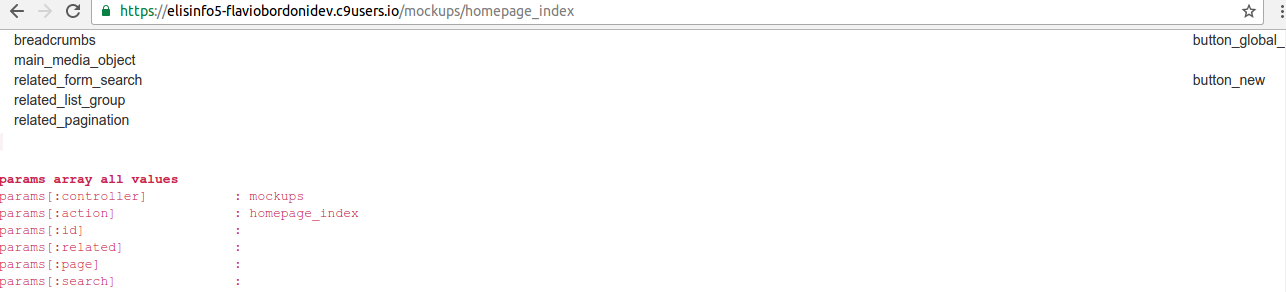 https://elisinfo5-flaviobordonidev.c9users.io/mockups/homepage_index
breadcrumbs button_global_
main_media_object
related_form_search button_new
related_list_group
related_pagination
params array all values
params[:controller] : mockups
params[:action] : homepage_index
params[:id] :
params[:related] :
params[:page] :
params[:search] :